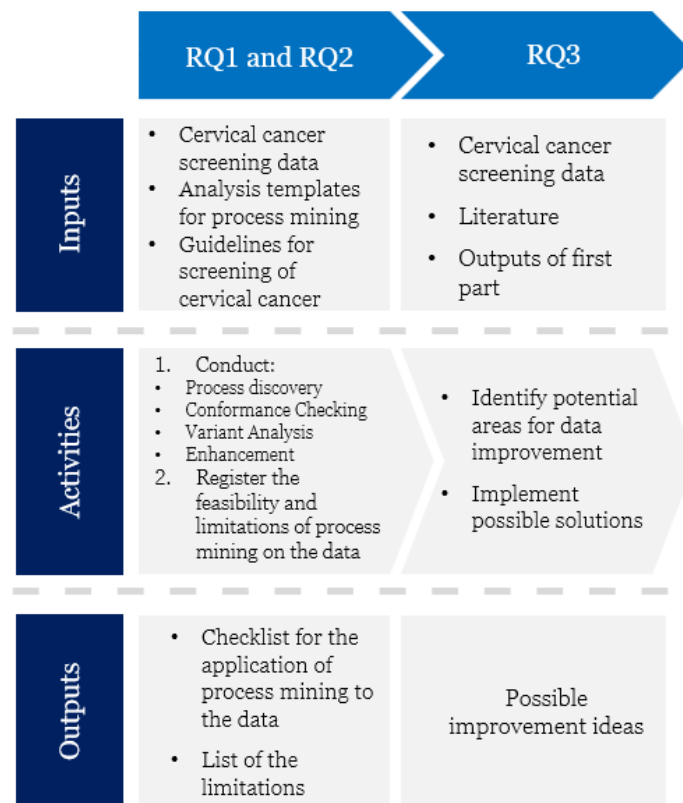 RQ1 and RQ2
RQ3
Inputs
• Cervical cancer
screening data
• Analysis templates
for process mining
• Guidelines for
screening of
cervical cancer
• Cervical cancer
screening data
• Literature
• Outputs of first
part
Activities
1. Conduct:
• Process discovery
• Conformance Checking
• Variant Analysis
• Enhancement
2. Register the
feasibility and
limitations of process
mining on the data
• Identify potential
areas for data
improvement
• Implement
possible solutions
Outputs
• Checklist for the
application of
process mining to
the data
• List of the
limitations
Possible
improvement ideas